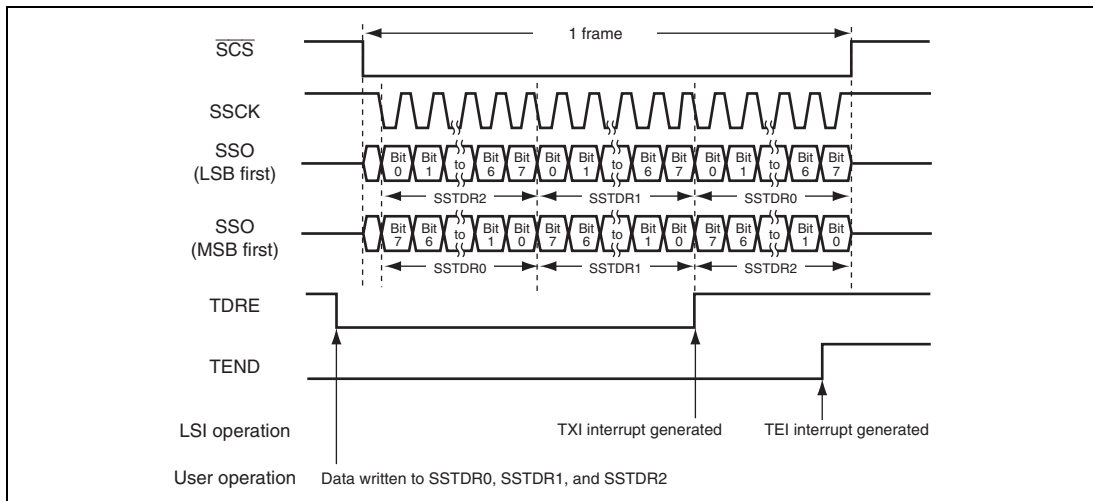 1 frame
SCS
SSCK
SSO
(LSB first)
Bit 0 Bit 1 to Bit 6 Bit 7 Bit 0 Bit 1 to Bit 6 Bit 7 Bit 0 Bit 1 to Bit 6 Bit 7
SSTDR2 SSTDR1 SSTDR0
SSO
(MSB first)
Bit 7 Bit 6 to Bit 1 Bit 0 Bit 7 Bit 6 to Bit 1 Bit 0 Bit 7 Bit 6 to Bit 1 Bit 0
SSTDR0 SSTDR1 SSTDR2
TDRE
TEND
LSI operation TXI interrupt generated TEI interrupt generated
User operation Data written to SSTDR0, SSTDR1, and SSTDR2